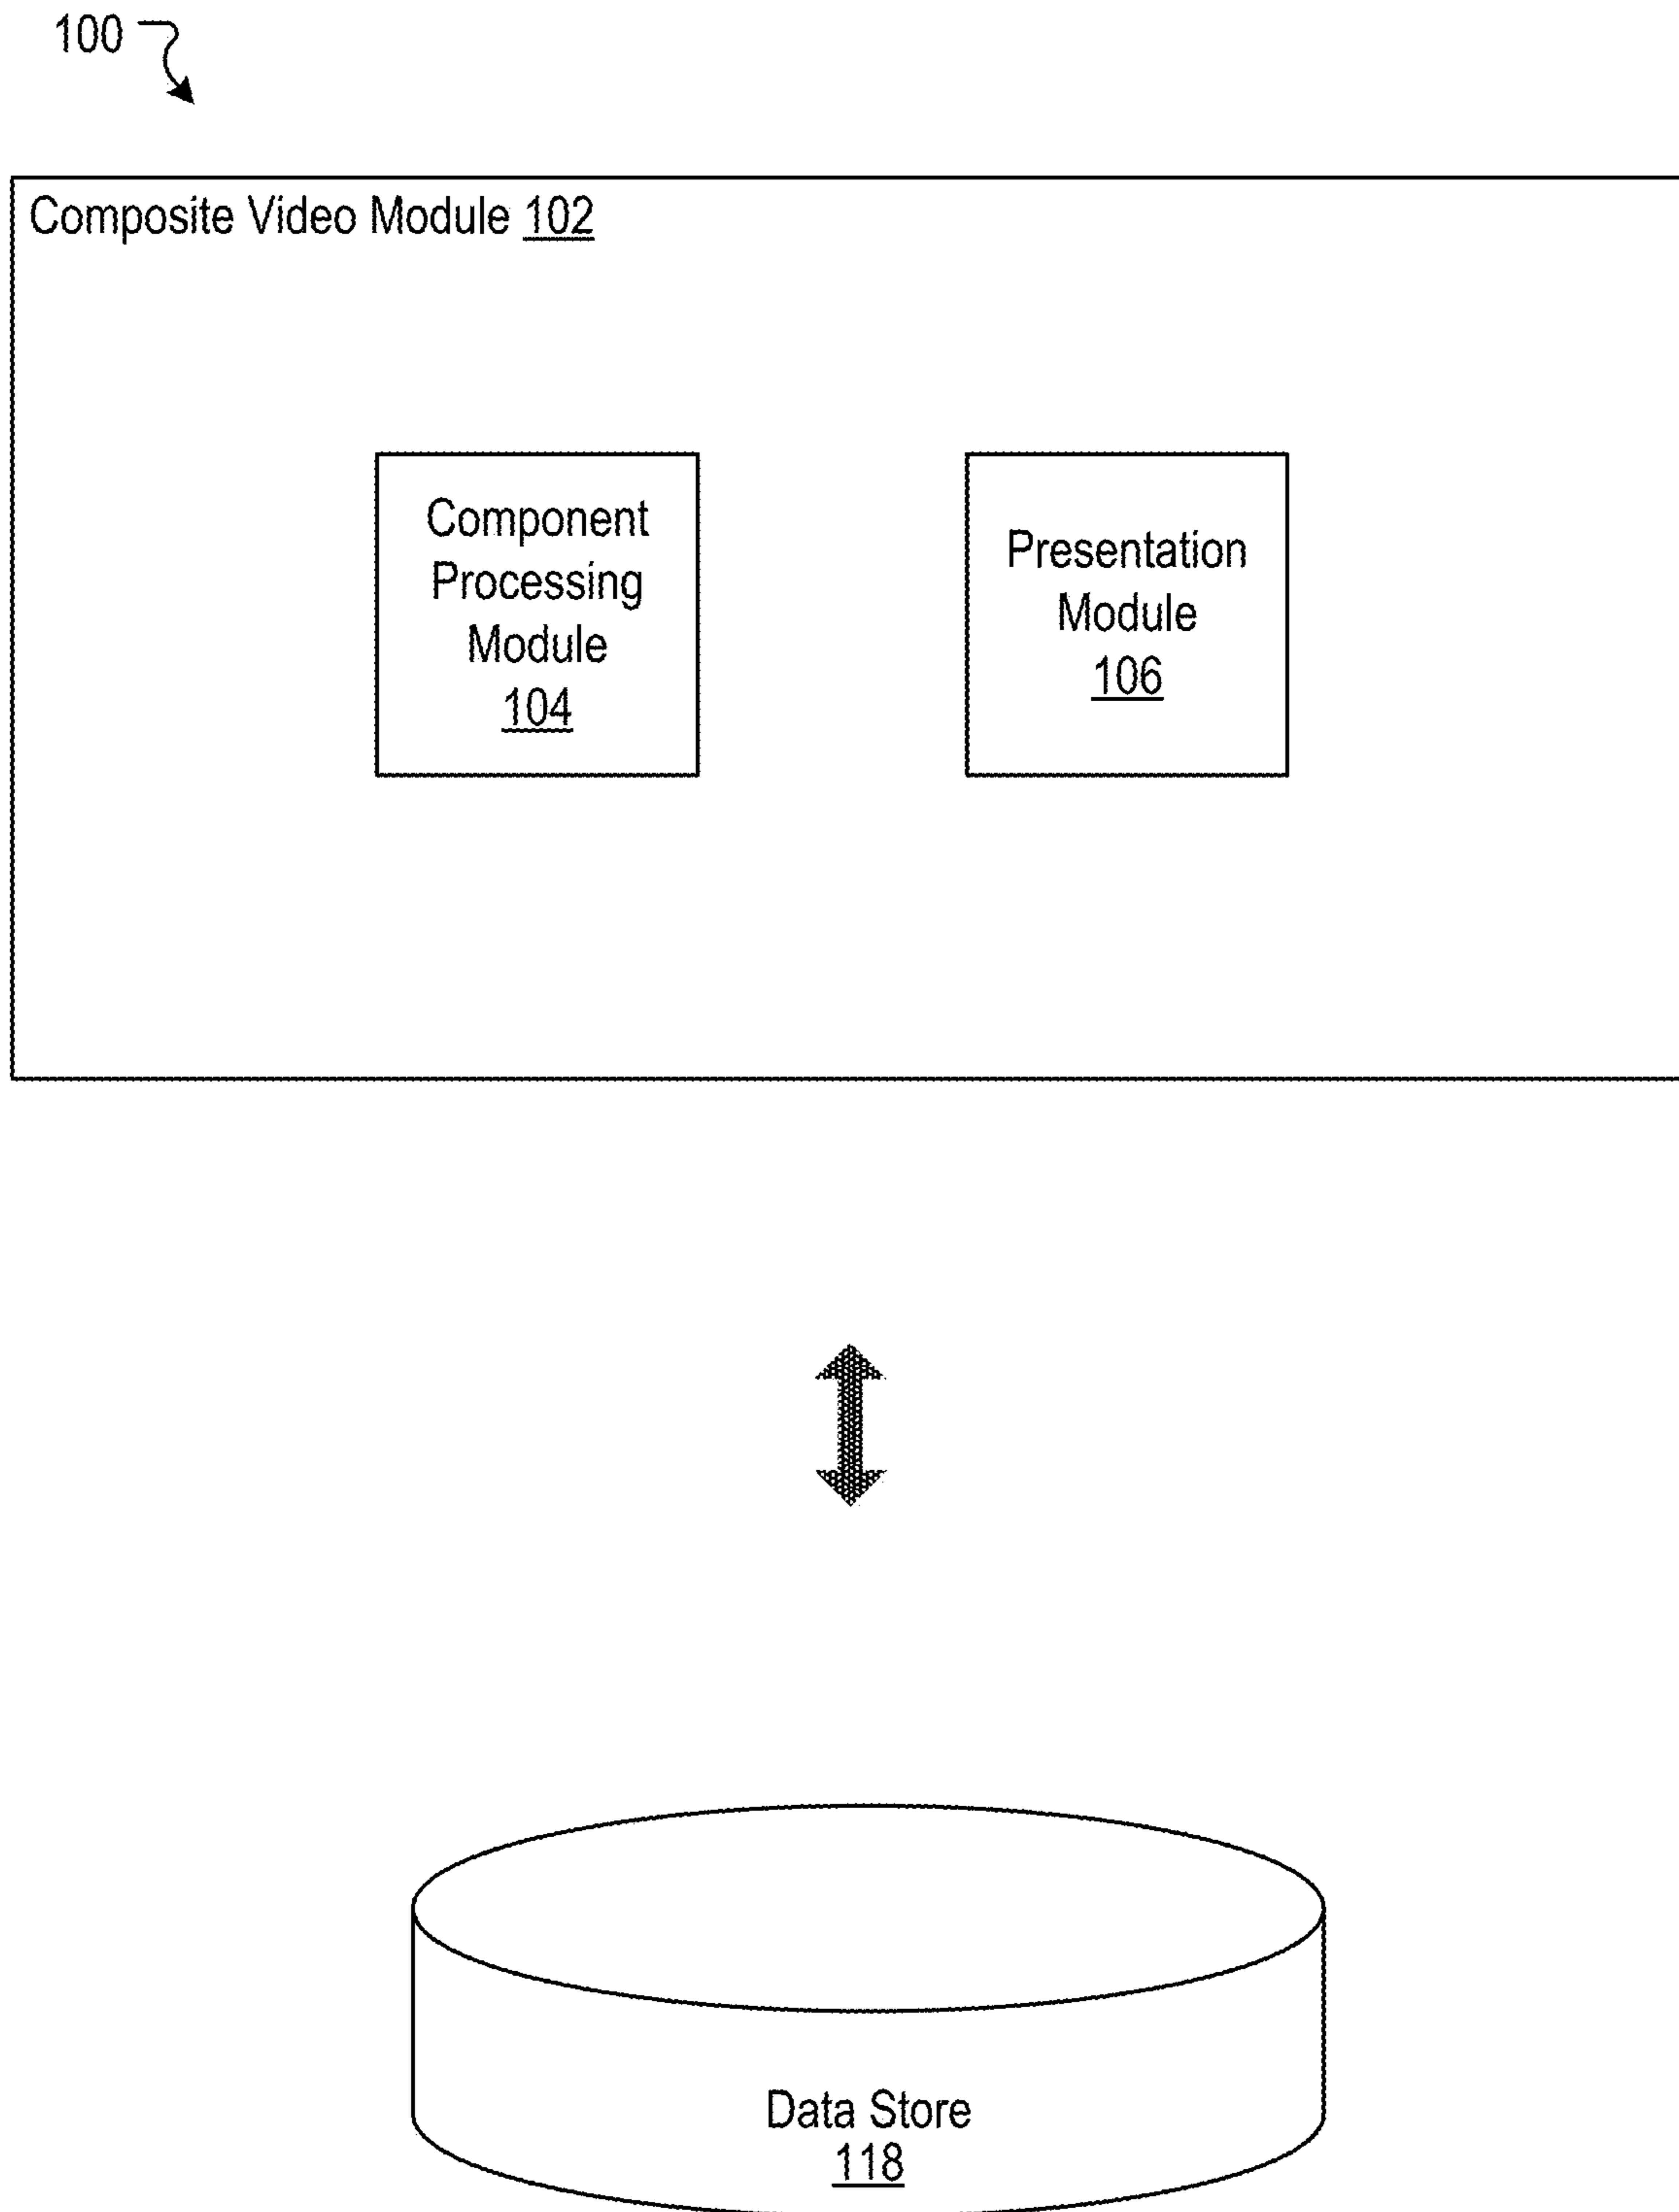 100
Composite Video Module 102
Component
Processing
Module
104
Presentation
Module
106
Data Store
118